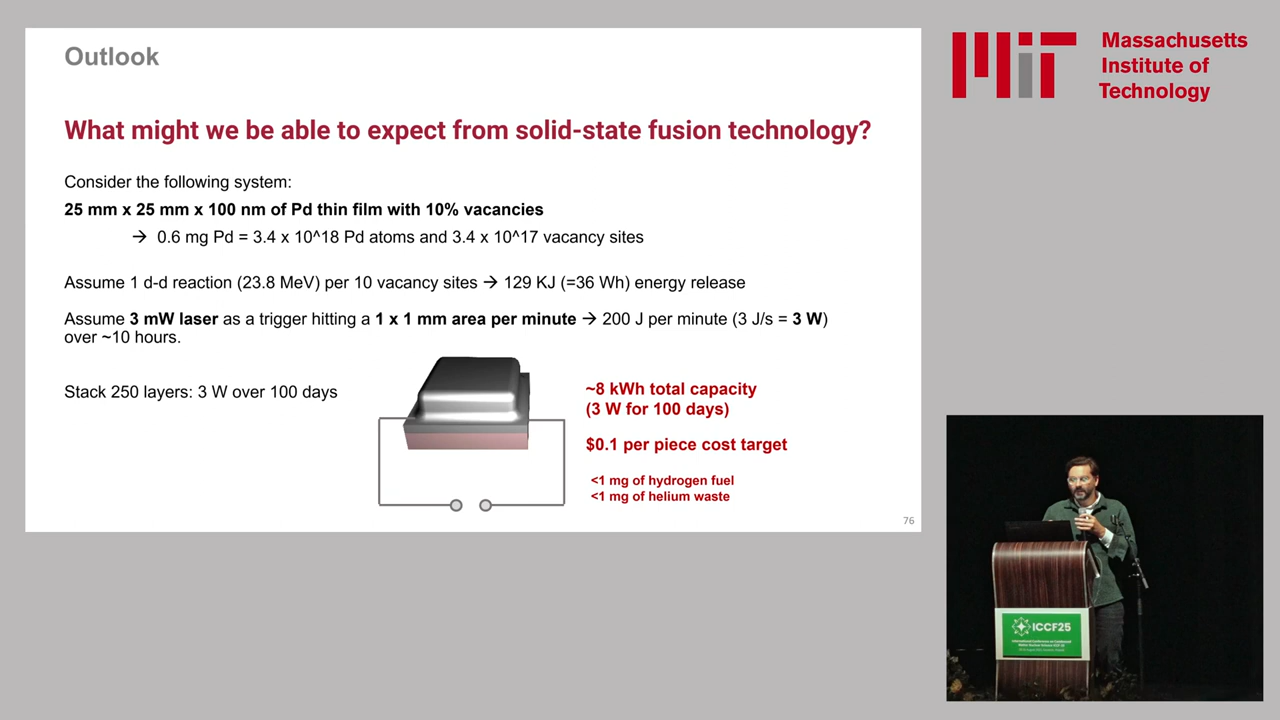 Outlook
What might we be able to expect from solid-state fusion technology?
Consider the following system:
25 mm x 25 mm x 100 nm of Pd thin film with 10% vacancies
→ 0.6 mg Pd = 3.4 x 10^18 Pd atoms and 3.4 x 10^17 vacancy sites
Assume 1 d-d reaction (23.8 MeV) per 10 vacancy sites → 129 KJ (=36 Wh) energy release
Assume 3 mW laser as a trigger hitting a 1 x 1 mm area per minute → 200 J per minute (3 J/s = 3 W)
over ~10 hours.
Stack 250 layers: 3 W over 100 days
~8 kWh total capacity
(3 W for 100 days)
$0.1 per piece cost target
<1 mg of hydrogen fuel
<1 mg of helium waste
76
MIT
Massachusetts
Institute of
Technology
ICCF25